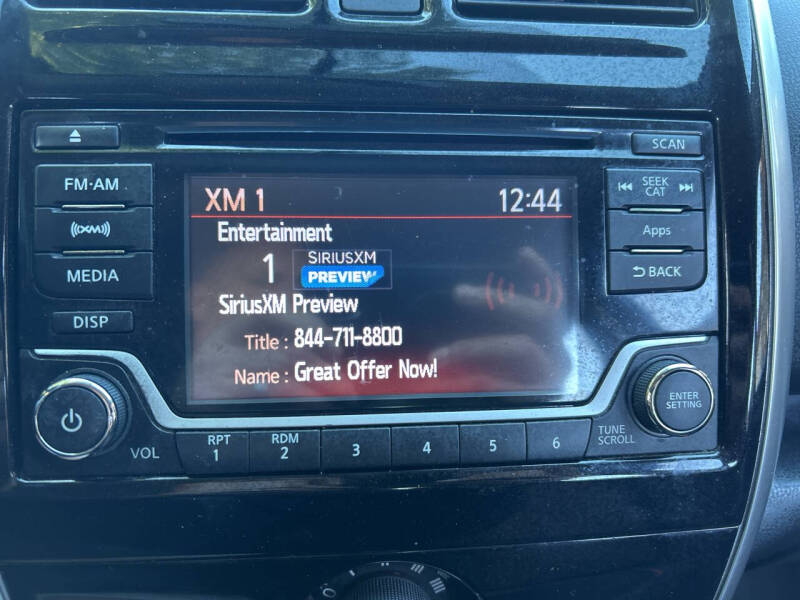 SCAN
FM·AM
XM
MEDIA
DISP
XM 1
12:44
Entertainment
1
SIRIUSXM
PREVIEW
SiriusXM Preview
Title : 844-711-8800
Name : Great Offer Now!
SEEK
CAT
Apps
BACK
ENTER
SETTING
TUNE
SCROLL
VOL
RPT
1
RDM
2
3
4
5
6